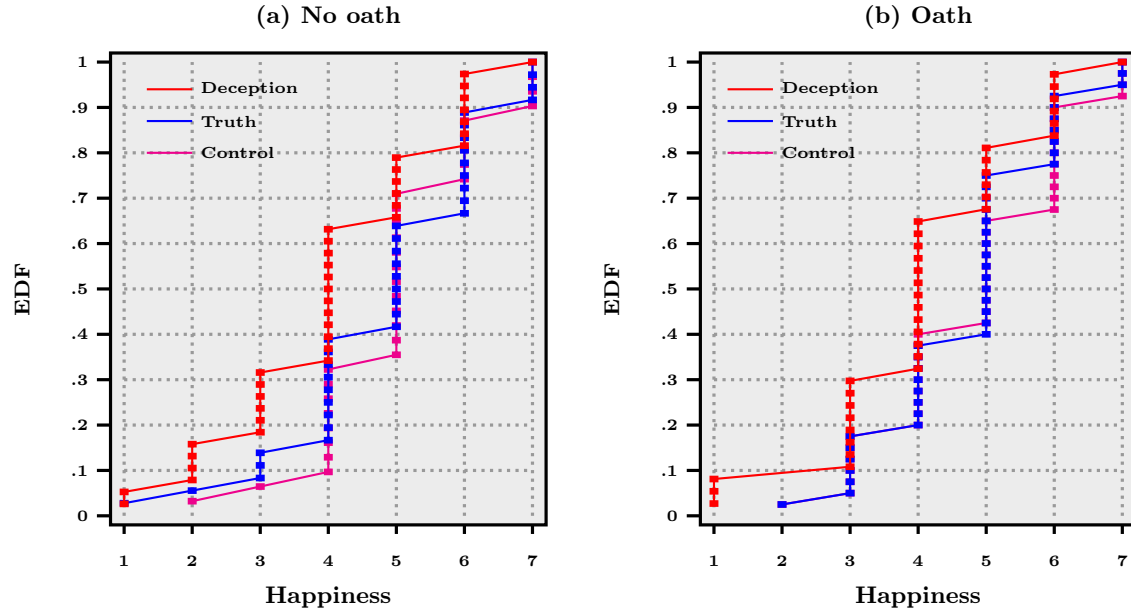 (a) No oath
EDF
1
.9
.8
.7
.6
.5
.4
.3
.2
.1
0
Deception
Truth
Control
1 2 3 4 5 6 7
Happiness
(b) Oath
EDF
1
.9
.8
.7
.6
.5
.4
.3
.2
.1
0
Deception
Truth
Control
1 2 3 4 5 6 7
Happiness